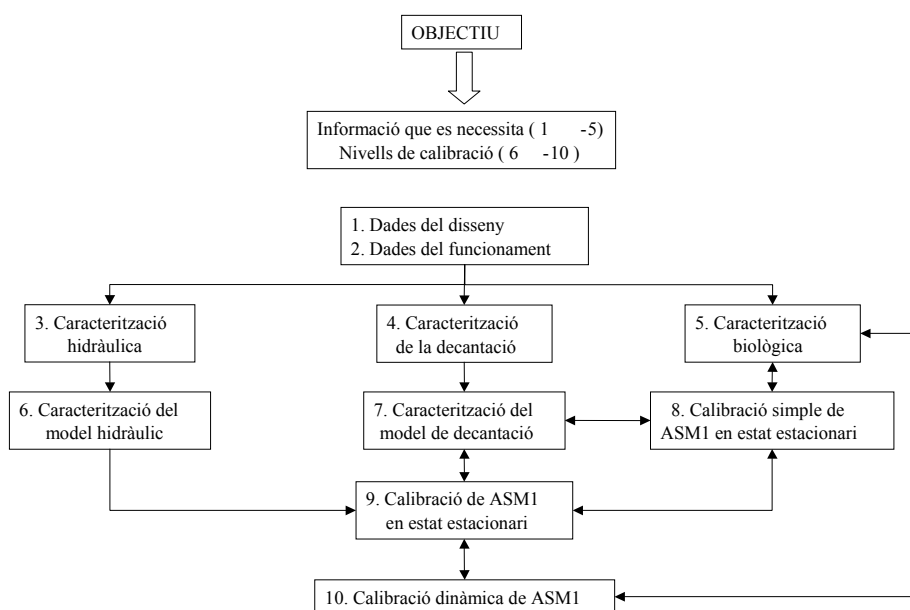 OBJECTIU
Informació que es necessita ( 1 -5)
Nivells de calibració ( 6 -10 )
1. Dades del disseny
2. Dades del funcionament
3. Caracterització
hidràulica
4. Caracterització
de la decantació
5. Caracterització
biològica
6. Caracterització del
model hidràulic
7. Caracterització del
model de decantació
8. Calibració simple de
ASM1 en estat estacionari
9. Calibració de ASM1
en estat estacionari
10. Calibració dinàmica de ASM1